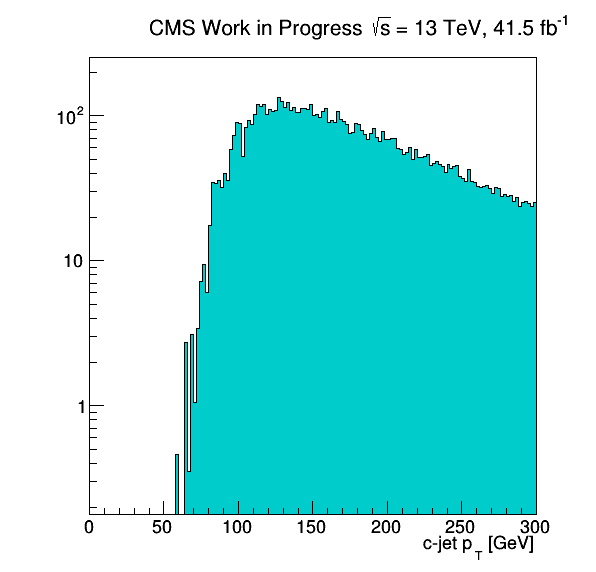 CMS Work in Progress √s = 13 TeV, 41.5 fb⁻¹
10²
10
1
0 50 100 150 200 250 300
c-jet p_T [GeV]